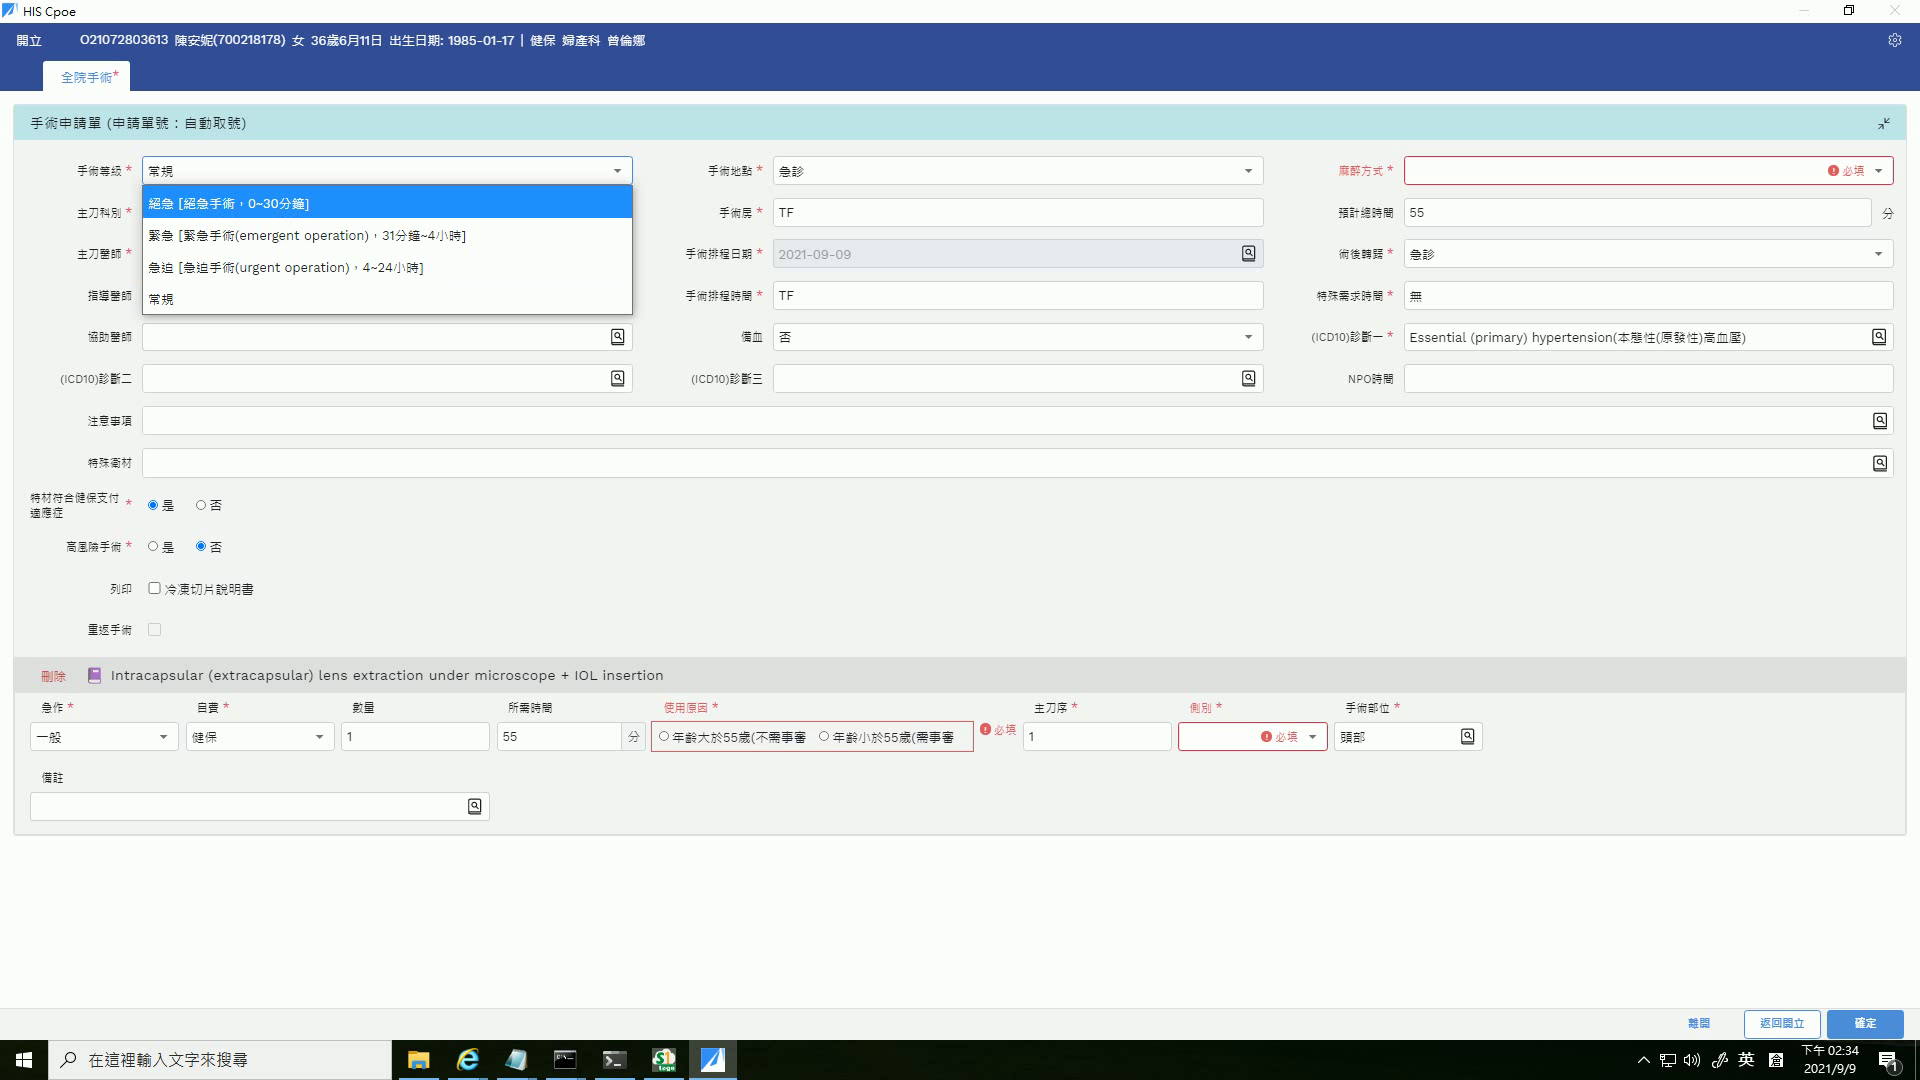 HIS Cpoe
開立 O21072803613 陳安妮(700218178) 女 36歲6月11日 出生日期: 1985-01-17 | 健保 婦產科 曾倫娜
全院手術*
手術申請單 (申請單號：自動取號)
手術等級 * 常規 手術地點 * 急診 麻醉方式 * 必填
絕急 [絕急手術，0~30分鐘]
主刀科別 * 手術房 * TF 預計總時間 55 分
緊急 [緊急手術(emergent operation)，31分鐘~4小時]
主刀醫師 * 手術排程日期 * 2021-09-09 術後轉歸 * 急診
急迫 [急迫手術(urgent operation)，4~24小時]
指導醫師 常規 手術排程時間 * TF 特殊需求時間 * 無
協助醫師 備血 否 (ICD10)診斷一 * Essential (primary) hypertension(本態性(原發性)高血壓)
(ICD10)診斷二 (ICD10)診斷三 NPO時間
注意事項
特殊衛材
特材符合健保支付
適應症 * 是 否
高風險手術 * 是 否
列印 冷凍切片說明書
重返手術
刪除 Intracapsular (extracapsular) lens extraction under microscope + IOL insertion
急作 * 自費 * 數量 所需時間 使用原因 * 主刀序 * 側別 * 手術部位 *
一般 健保 1 55 分 年齡大於55歲(不需事審 年齡小於55歲(需事審 必填 1 必填 頭部
備註
離開 返回開立 確定
在這裡輸入文字來搜尋
英
下午 02:34
2021/9/9
1